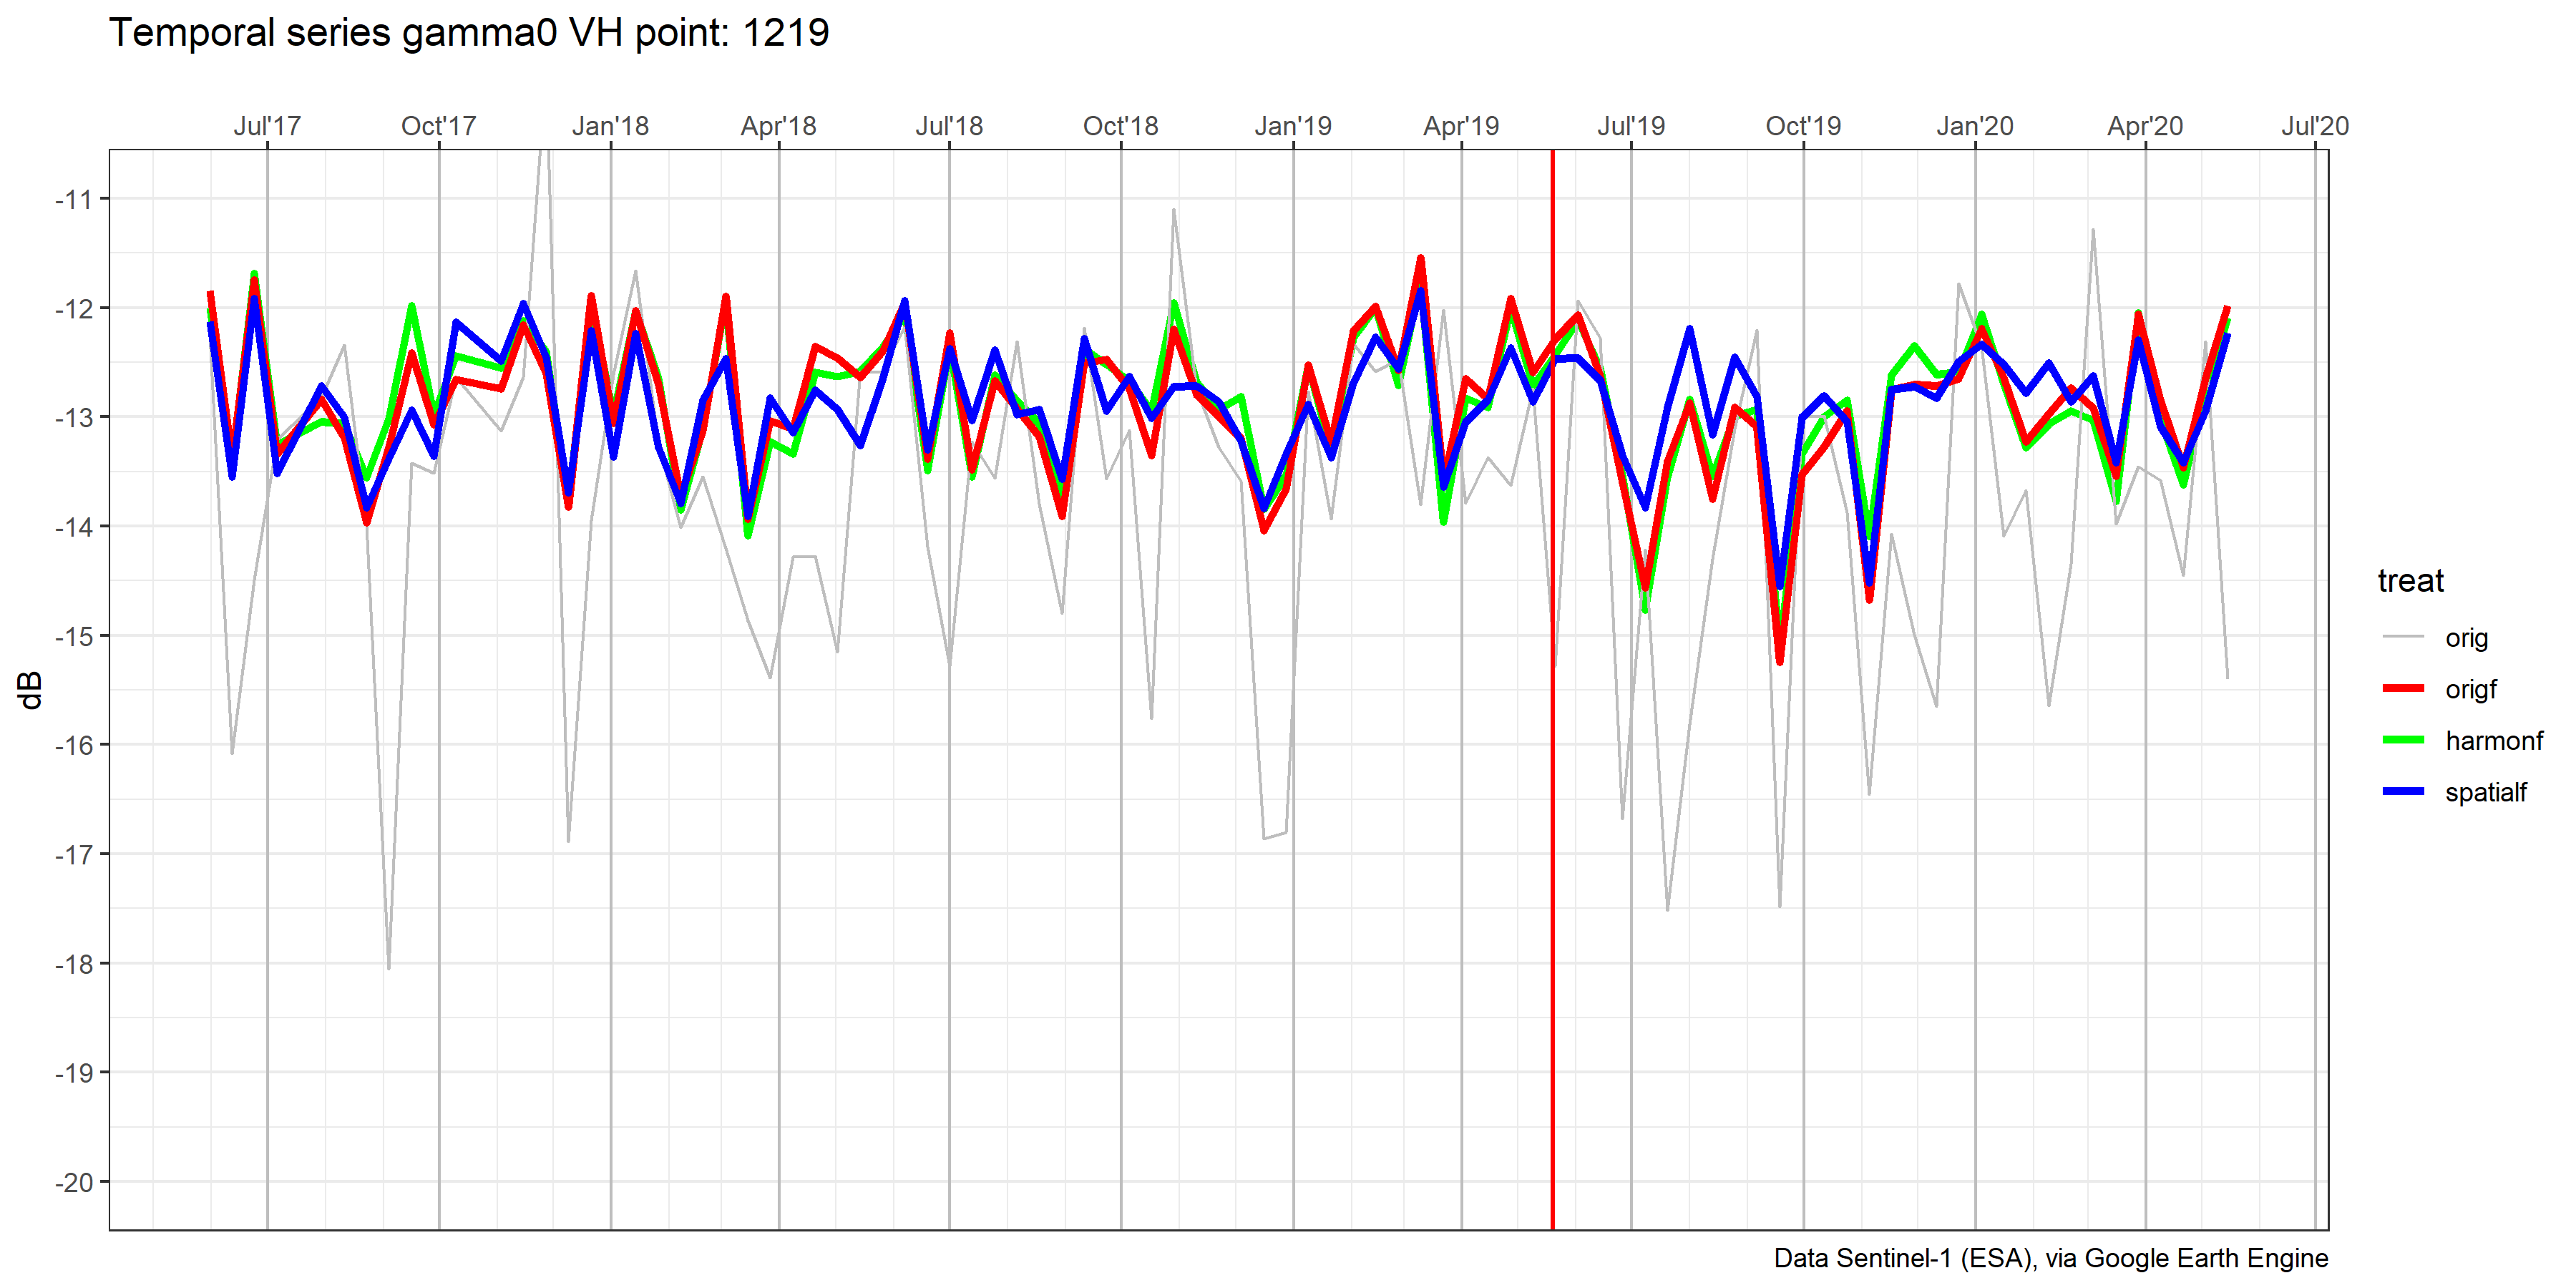 Temporal series gamma0 VH point: 1219
Jul'17 Oct'17 Jan'18 Apr'18 Jul'18 Oct'18 Jan'19 Apr'19 Jul'19 Oct'19 Jan'20 Apr'20 Jul'20
-11
-12
-13
-14
-15
-16
-17
-18
-19
-20
dB
treat
orig
origf
harmonf
spatialf
Data Sentinel-1 (ESA), via Google Earth Engine